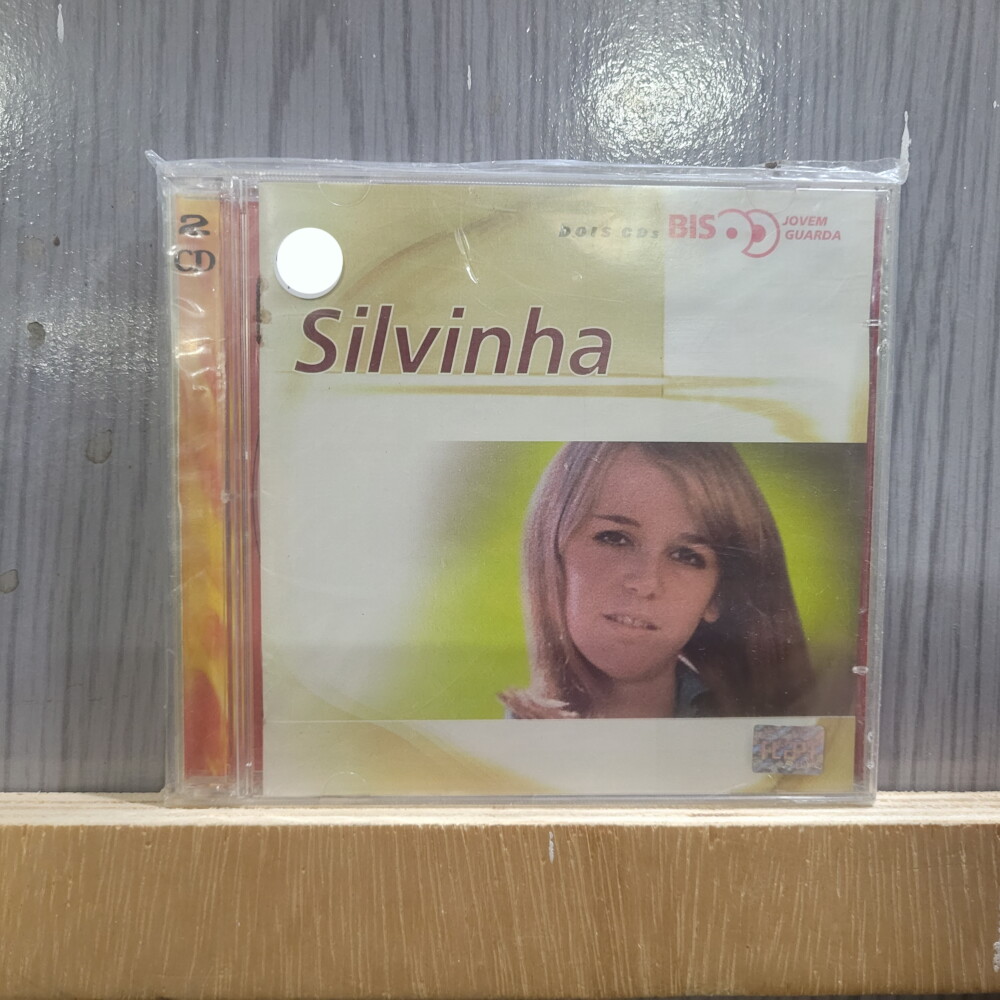 2
CD
DOIS CDs BIS JOVEM
GUARDA
Silvinha